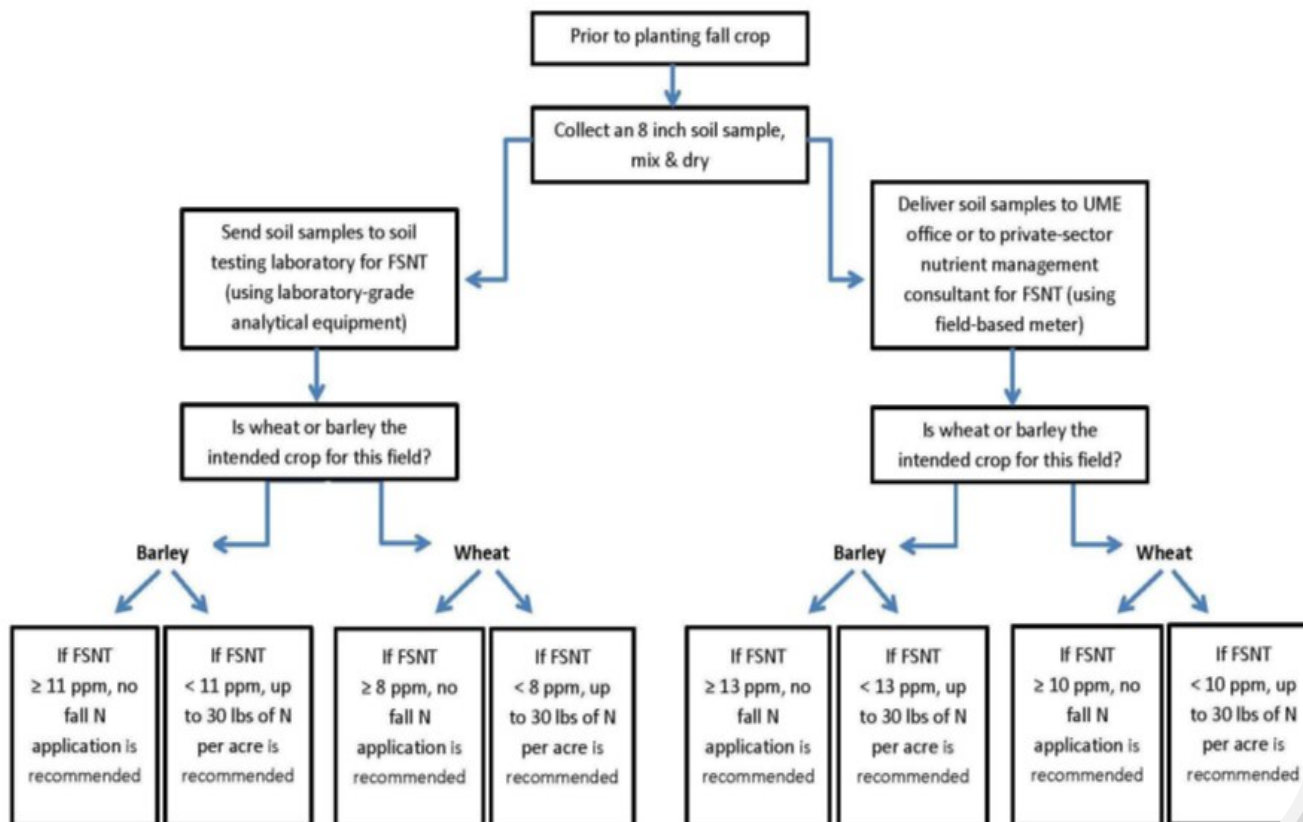 Prior to planting fall crop
Collect an 8 inch soil sample,
mix & dry
Send soil samples to soil
testing laboratory for FSNT
(using laboratory-grade
analytical equipment)
Deliver soil samples to UME
office or to private-sector
nutrient management
consultant for FSNT (using
field-based meter)
Is wheat or barley the
intended crop for this field?
Is wheat or barley the
intended crop for this field?
Barley
Wheat
Barley
Wheat
If FSNT
≥ 11 ppm, no
fall N
application is
recommended
If FSNT
< 11 ppm, up
to 30 lbs of N
per acre is
recommended
If FSNT
≥ 8 ppm, no
fall N
application is
recommended
If FSNT
< 8 ppm, up
to 30 lbs of N
per acre is
recommended
If FSNT
≥ 13 ppm, no
fall N
application is
recommended
If FSNT
< 13 ppm, up
to 30 lbs of N
per acre is
recommended
If FSNT
≥ 10 ppm, no
fall N
application is
recommended
If FSNT
< 10 ppm, up
to 30 lbs of N
per acre is
recommended